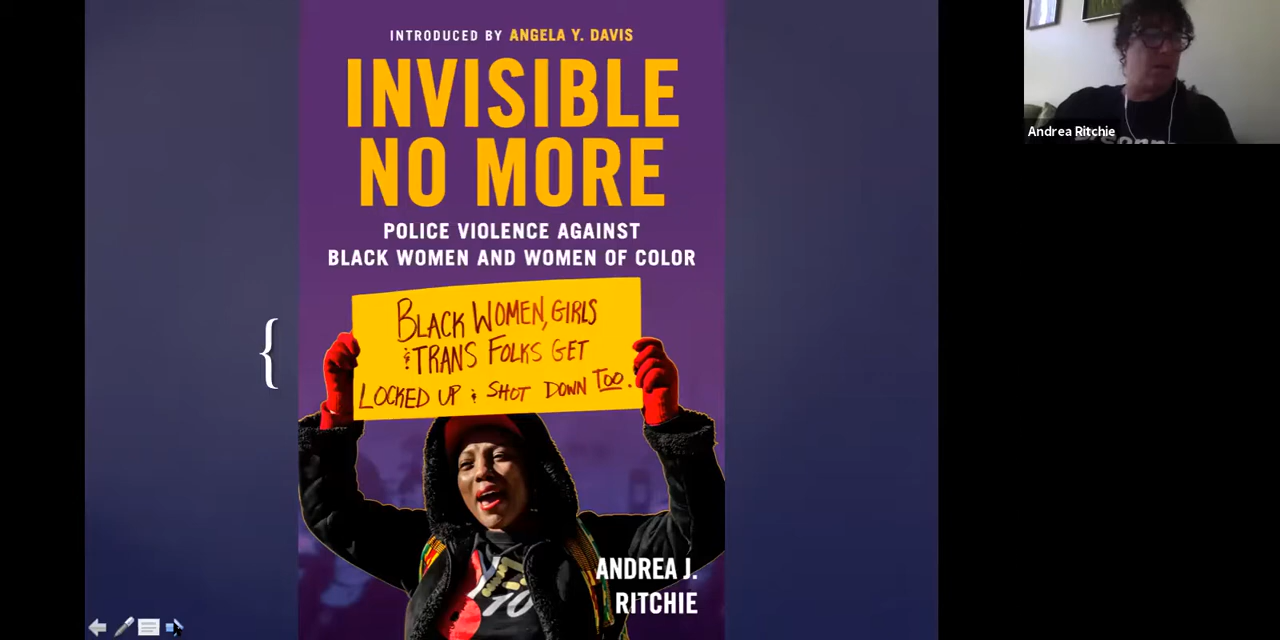 INTRODUCED BY ANGELA Y. DAVIS
INVISIBLE
NO MORE
POLICE VIOLENCE AGAINST
BLACK WOMEN AND WOMEN OF COLOR
BLACK WOMEN, GIRLS
& TRANS FOLKS GET
LOCKED UP & SHOT DOWN TOO.
{
10
ANDREA J.
RITCHIE
Andrea Ritchie